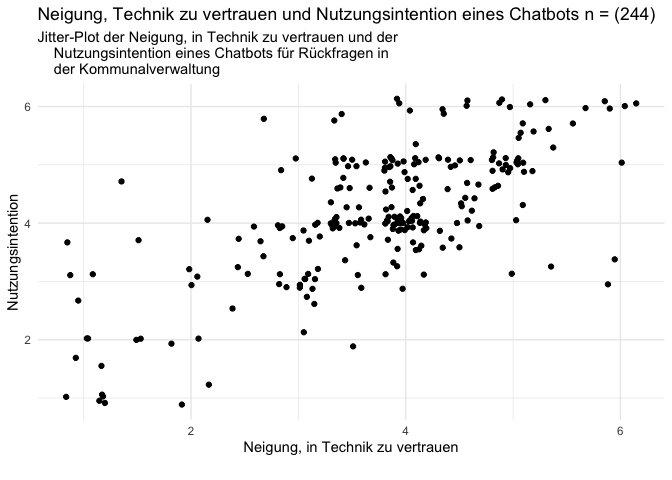 Neigung, Technik zu vertrauen und Nutzungsintention eines Chatbots n = (244)
Jitter-Plot der Neigung, in Technik zu vertrauen und der
Nutzungsintention eines Chatbots für Rückfragen in
der Kommunalverwaltung
6
4
2
Nutzungsintention
2 4 6
Neigung, in Technik zu vertrauen